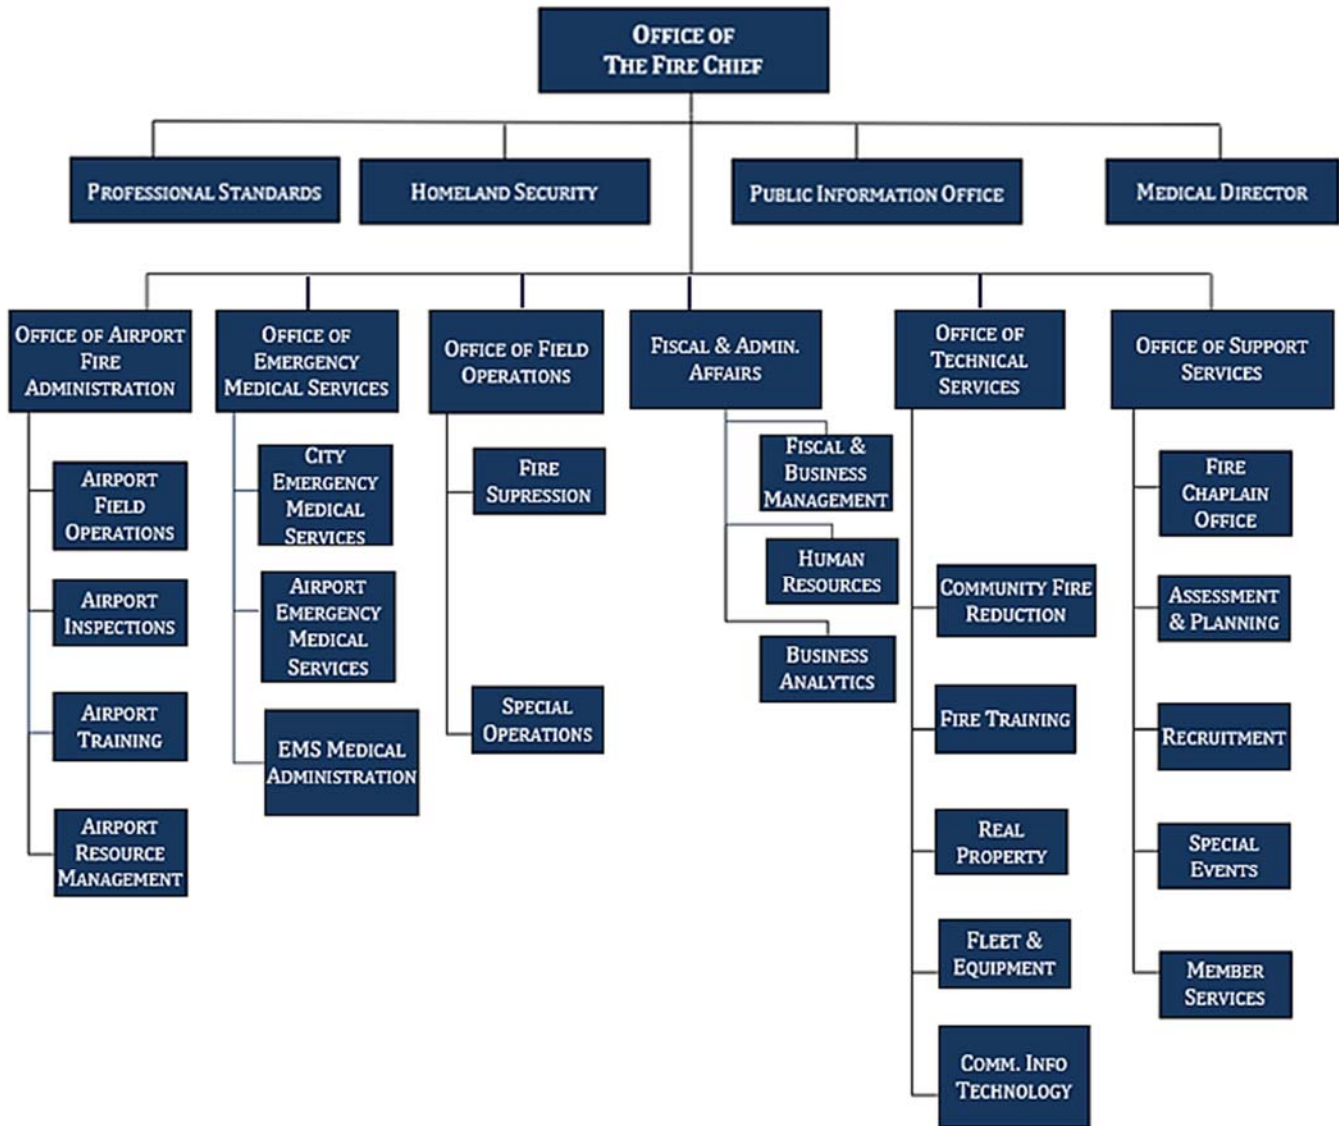 OFFICE OF
THE FIRE CHIEF
PROFESSIONAL STANDARDS
HOMELAND SECURITY
PUBLIC INFORMATION OFFICE
MEDICAL DIRECTOR
OFFICE OF AIRPORT
FIRE
ADMINISTRATION
AIRPORT
FIELD
OPERATIONS
AIRPORT
INSPECTIONS
AIRPORT
TRAINING
AIRPORT
RESOURCE
MANAGEMENT
OFFICE OF
EMERGENCY
MEDICAL SERVICES
CITY
EMERGENCY
MEDICAL
SERVICES
AIRPORT
EMERGENCY
MEDICAL
SERVICES
EMS MEDICAL
ADMINISTRATION
OFFICE OF FIELD
OPERATIONS
FIRE
SUPRESSION
SPECIAL
OPERATIONS
FISCAL & ADMIN.
AFFAIRS
FISCAL &
BUSINESS
MANAGEMENT
HUMAN
RESOURCES
BUSINESS
ANALYTICS
OFFICE OF
TECHNICAL
SERVICES
COMMUNITY FIRE
REDUCTION
FIRE TRAINING
REAL
PROPERTY
FLEET &
EQUIPMENT
COMM. INFO
TECHNOLOGY
OFFICE OF SUPPORT
SERVICES
FIRE
CHAPLAIN
OFFICE
ASSESSMENT
& PLANNING
RECRUITMENT
SPECIAL
EVENTS
MEMBER
SERVICES